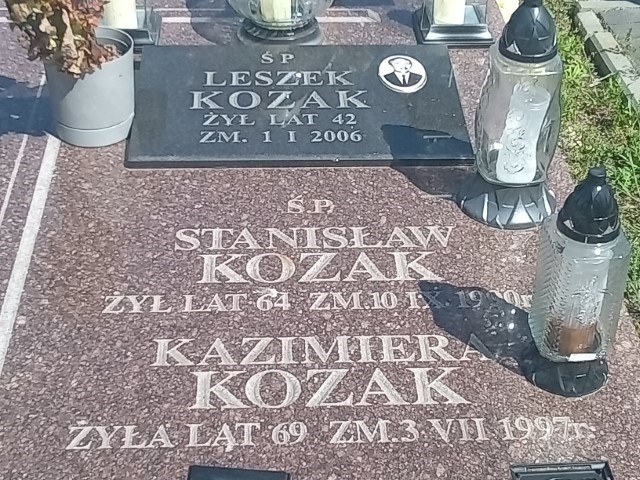 ŚP
LESZEK
KOZAK
ŻYŁ LAT 42
ZM. 1 I 2006
Ś.P.
STANISŁAW
KOZAK
ŻYŁ LAT 64 ZM.10 IX 1990r.
KAZIMIERA
KOZAK
ŻYŁA LAT 69 ZM.3 VII 1997r.